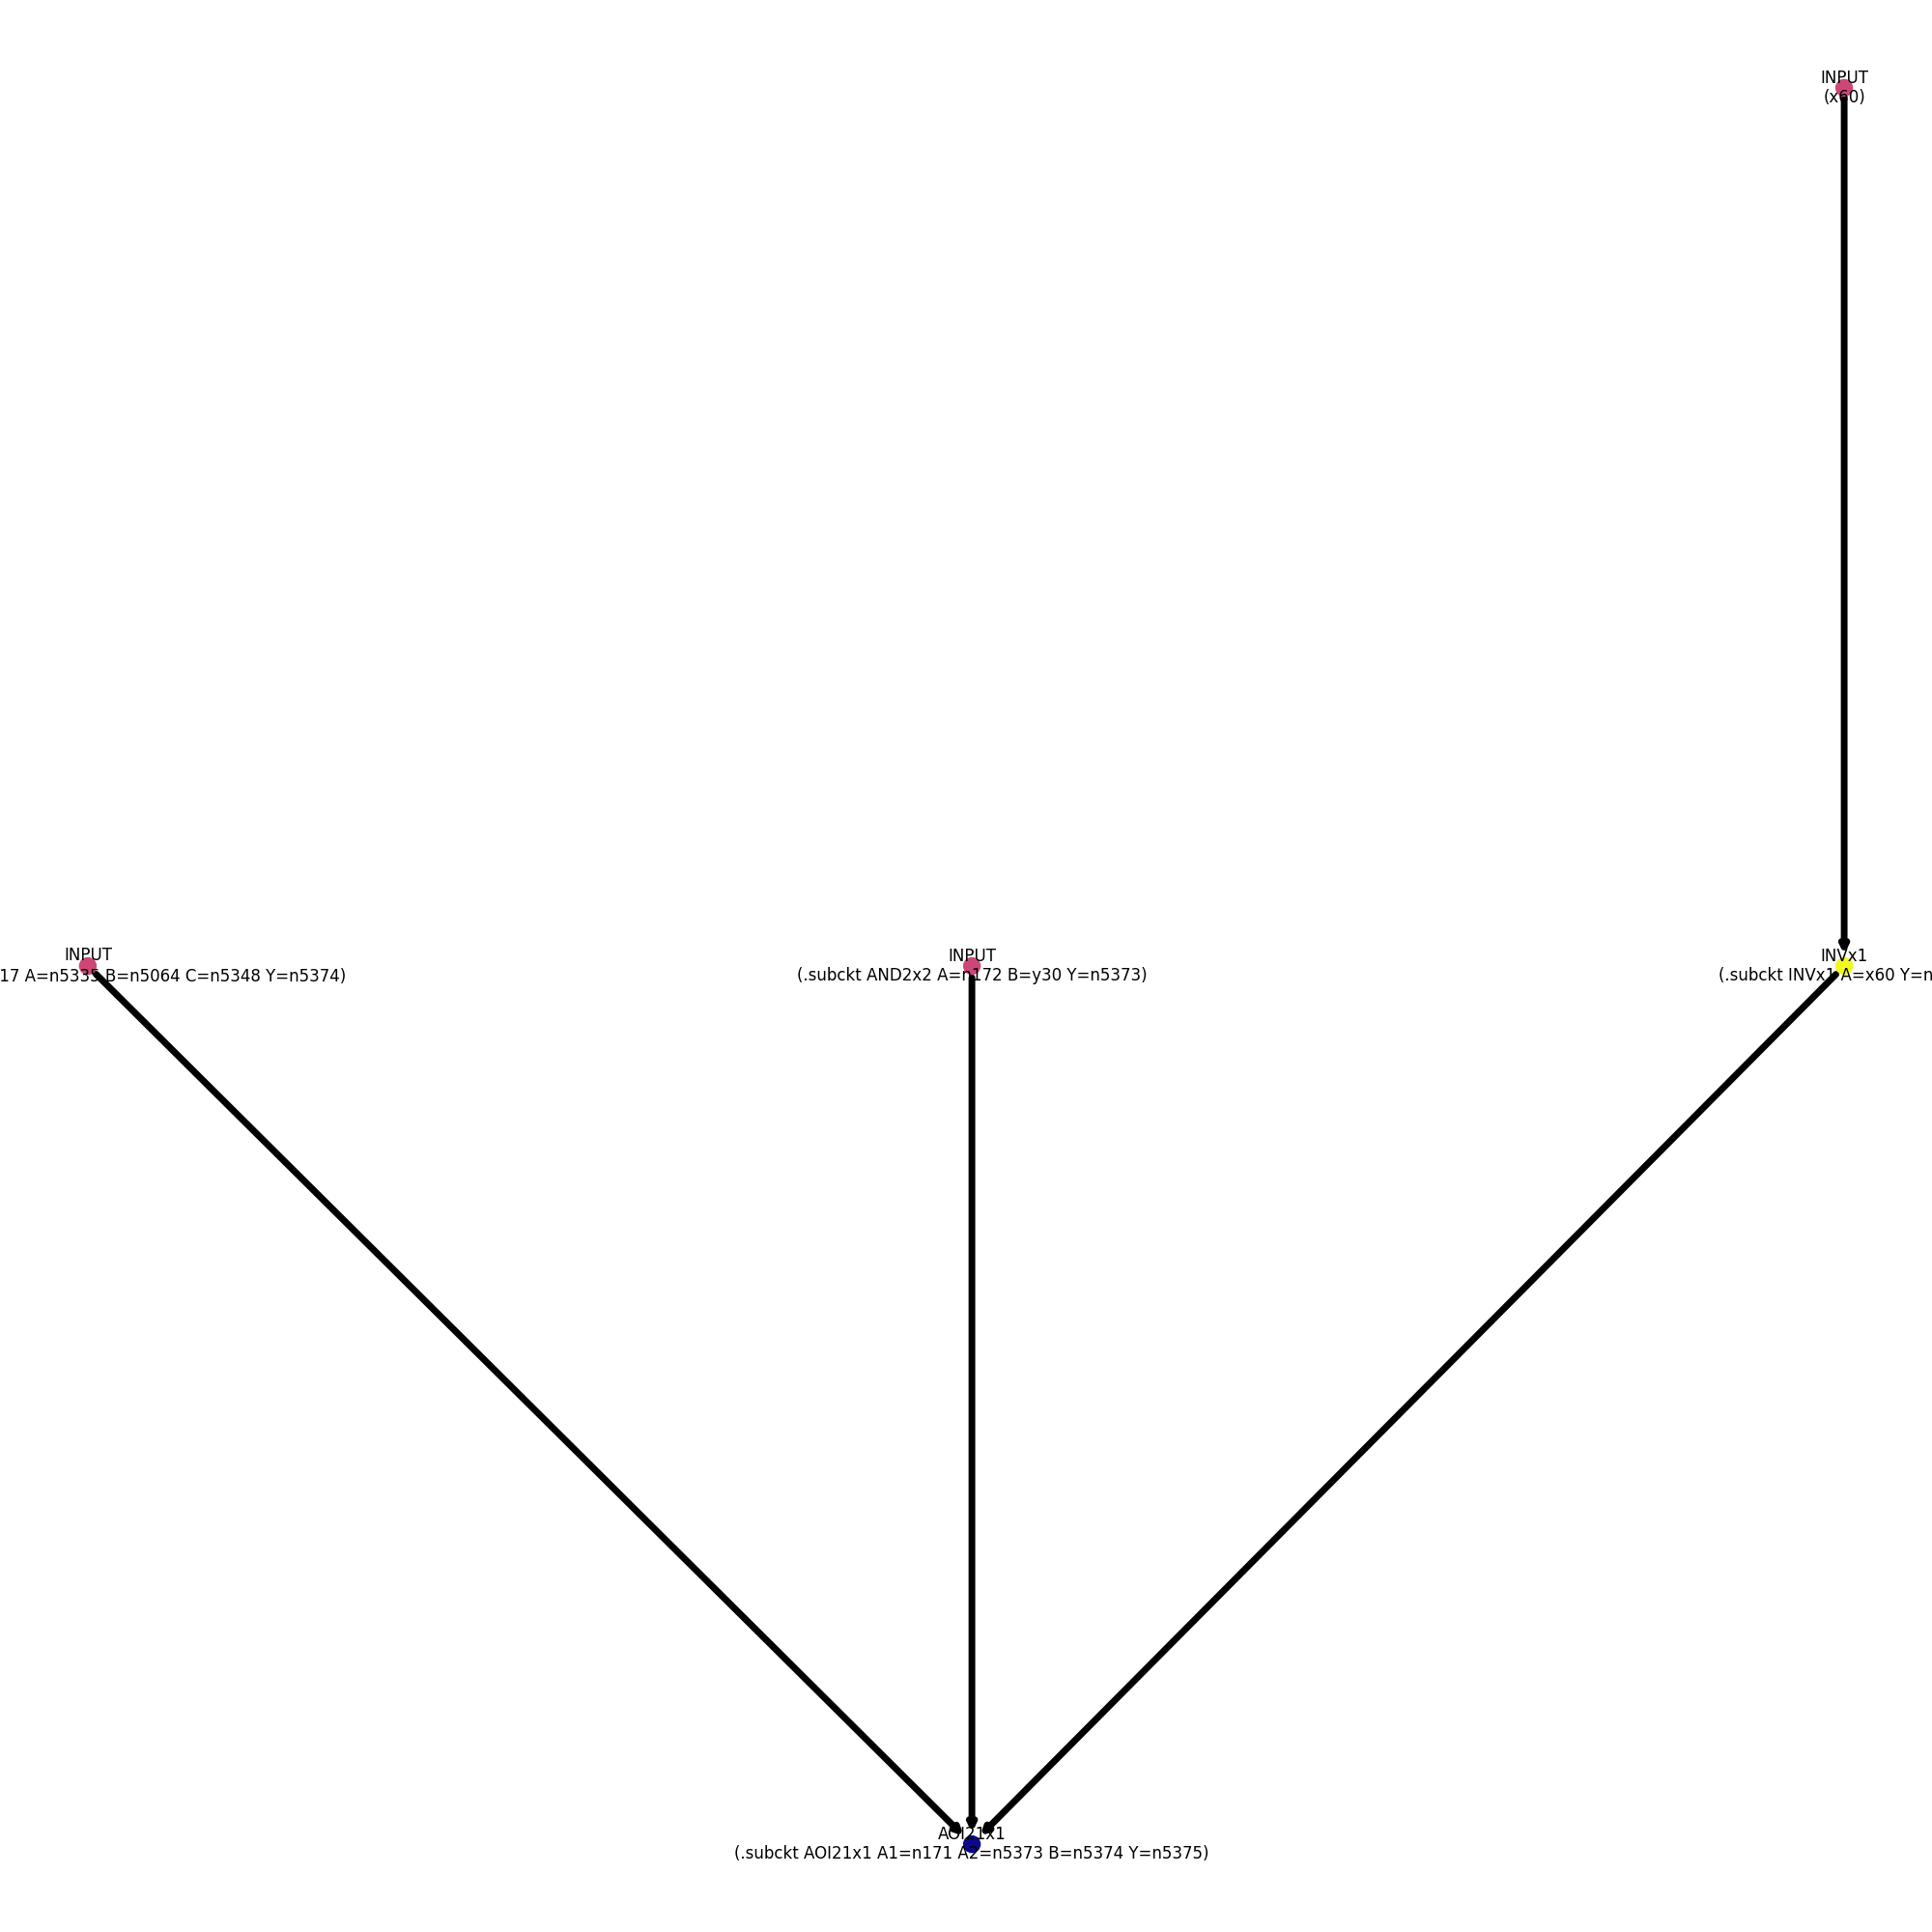 INPUT
(x60)
INPUT
17 A=n5335 B=n5064 C=n5348 Y=n5374)
INPUT
(.subckt AND2x2 A=n172 B=y30 Y=n5373)
INVx1
(.subckt INVx1 A=x60 Y=n
AOI21x1
(.subckt AOI21x1 A1=n171 A2=n5373 B=n5374 Y=n5375)